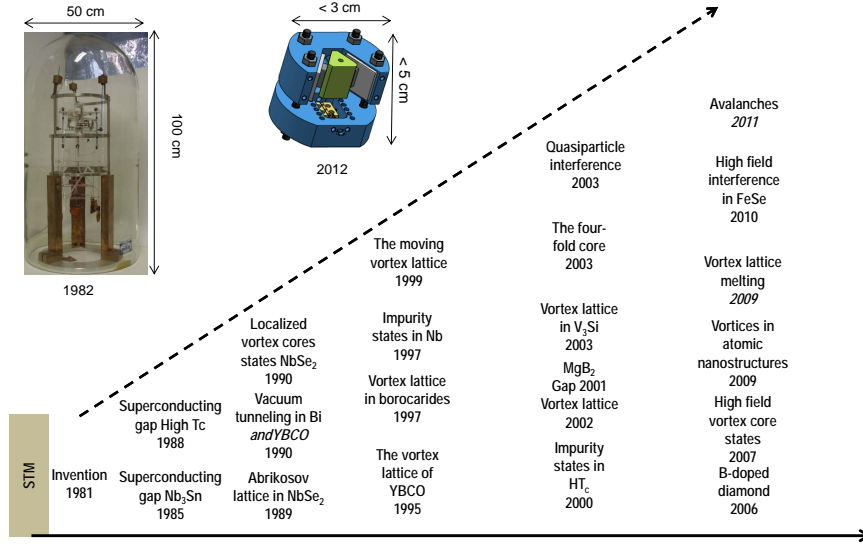 50 cm
100 cm
1982
< 3 cm
< 5 cm
2012
STM
Invention
1981
Superconducting
gap High Tc
1988
Superconducting
gap Nb₃Sn
1985
Localized
vortex cores
states NbSe₂
1990
Vacuum
tunneling in Bi
andYBCO
1990
Abrikosov
lattice in NbSe₂
1989
The moving
vortex lattice
1999
Impurity
states in Nb
1997
Vortex lattice
in borocarides
1997
The vortex
lattice of
YBCO
1995
Quasiparticle
interference
2003
The four-
fold core
2003
Vortex lattice
in V₃Si
2003
MgB₂
Gap 2001
Vortex lattice
2002
Impurity
states in
HT꜀
2000
Avalanches
2011
High field
interference
in FeSe
2010
Vortex lattice
melting
2009
Vortices in
atomic
nanostructures
2009
High field
vortex core
states
2007
B-doped
diamond
2006